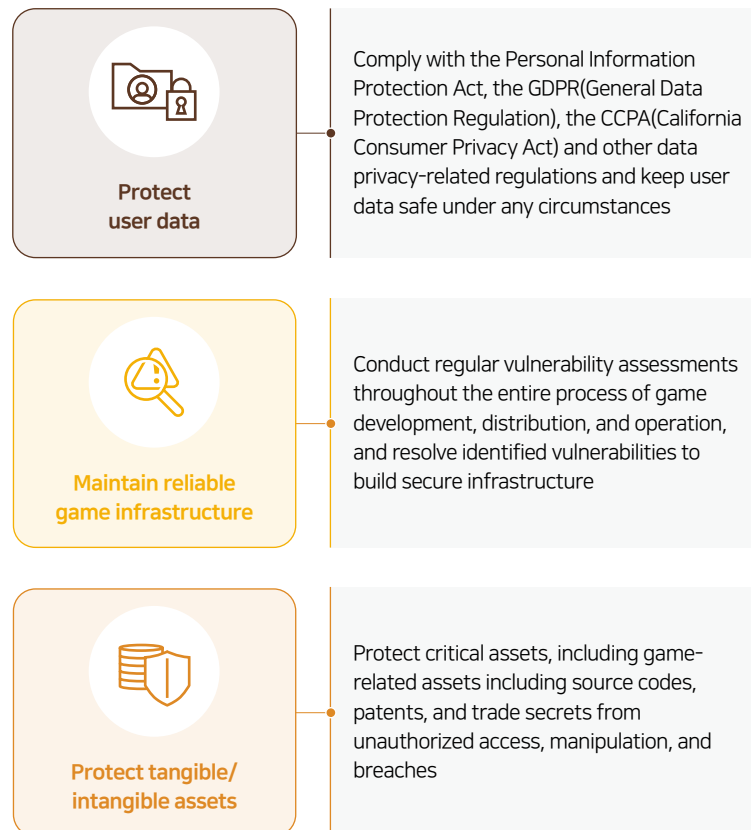 Protect
user data
Comply with the Personal Information
Protection Act, the GDPR(General Data
Protection Regulation), the CCPA(California
Consumer Privacy Act) and other data
privacy-related regulations and keep user
data safe under any circumstances
Maintain reliable
game infrastructure
Conduct regular vulnerability assessments
throughout the entire process of game
development, distribution, and operation,
and resolve identified vulnerabilities to
build secure infrastructure
Protect tangible/
intangible assets
Protect critical assets, including game-
related assets including source codes,
patents, and trade secrets from
unauthorized access, manipulation, and
breaches